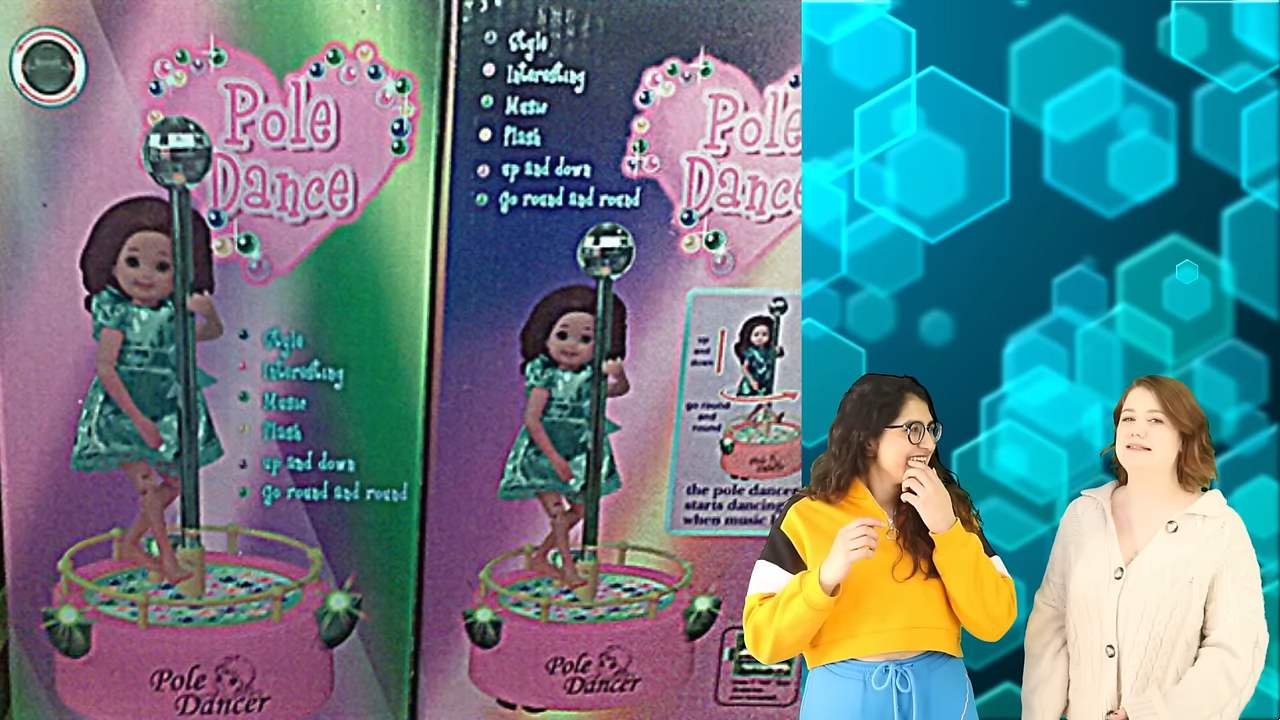 Pole
Dance
Style
Interesting
Music
Flash
up and down
go round and round
Pole
Dancer
Style
Interesting
Music
Flash
up and down
go round and round
Pole
Dance
up
and
down
go round
and
round
Pole
Dancer
the pole dancer
starts dancing
when music
Pole
Dancer